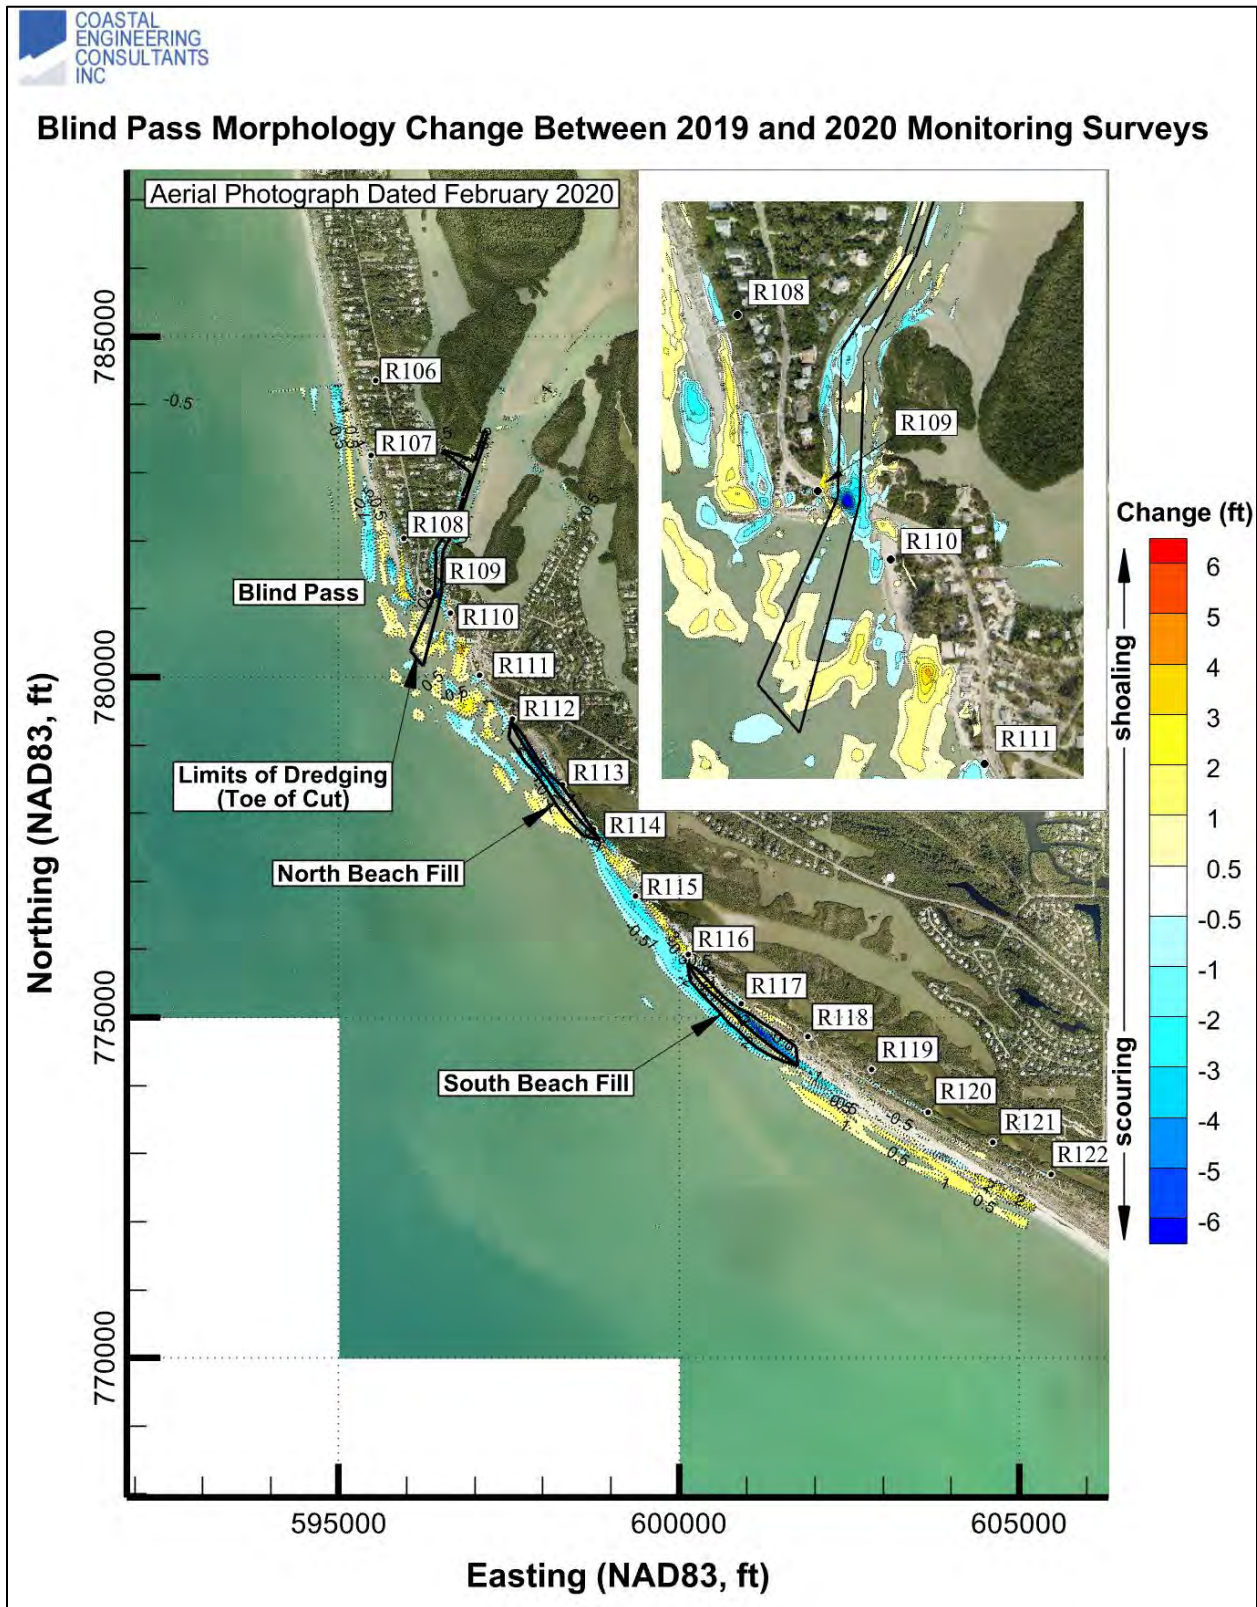 COASTAL
ENGINEERING
CONSULTANTS
INC
Blind Pass Morphology Change Between 2019 and 2020 Monitoring Surveys
Aerial Photograph Dated February 2020
R108
R109
R110
R111
R106
R107
R108
R109
R110
R111
R112
R113
R114
R115
R116
R117
R118
R119
R120
R121
R122
-0.5
Blind Pass
Limits of Dredging
(Toe of Cut)
North Beach Fill
South Beach Fill
Change (ft)
6
5
4
3
2
1
0.5
-0.5
-1
-2
-3
-4
-5
-6
shoaling
scouring
785000
780000
775000
770000
Northing (NAD83, ft)
595000
600000
605000
Easting (NAD83, ft)